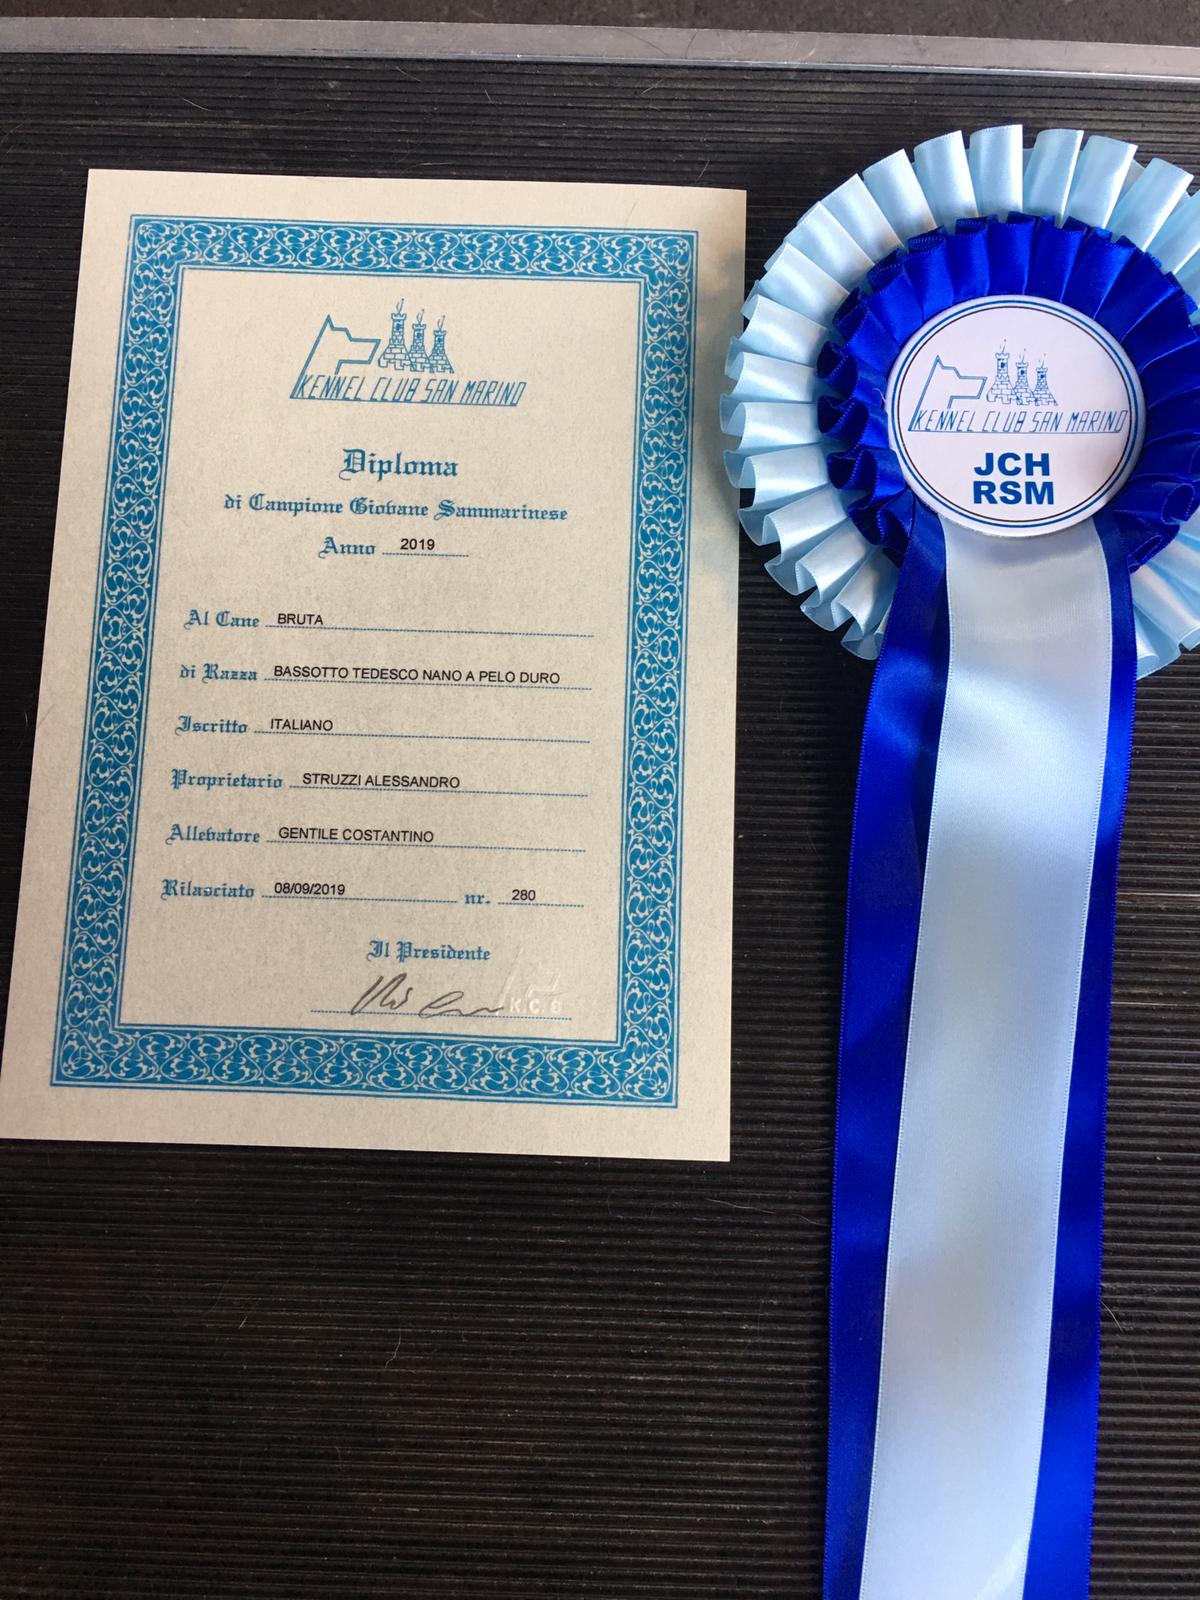 KENNEL CLUB SAN MARINO
Diploma
di Campione Giovane Sammarinese
Anno 2019
Al Cane BRUTA
di Razza BASSOTTO TEDESCO NANO A PELO DURO
Iscritto ITALIANO
Proprietario STRUZZI ALESSANDRO
Allevatore GENTILE COSTANTINO
Rilasciato 08/09/2019 nr. 280
Il Presidente
KENNEL CLUB SAN MARINO
JCH
RSM